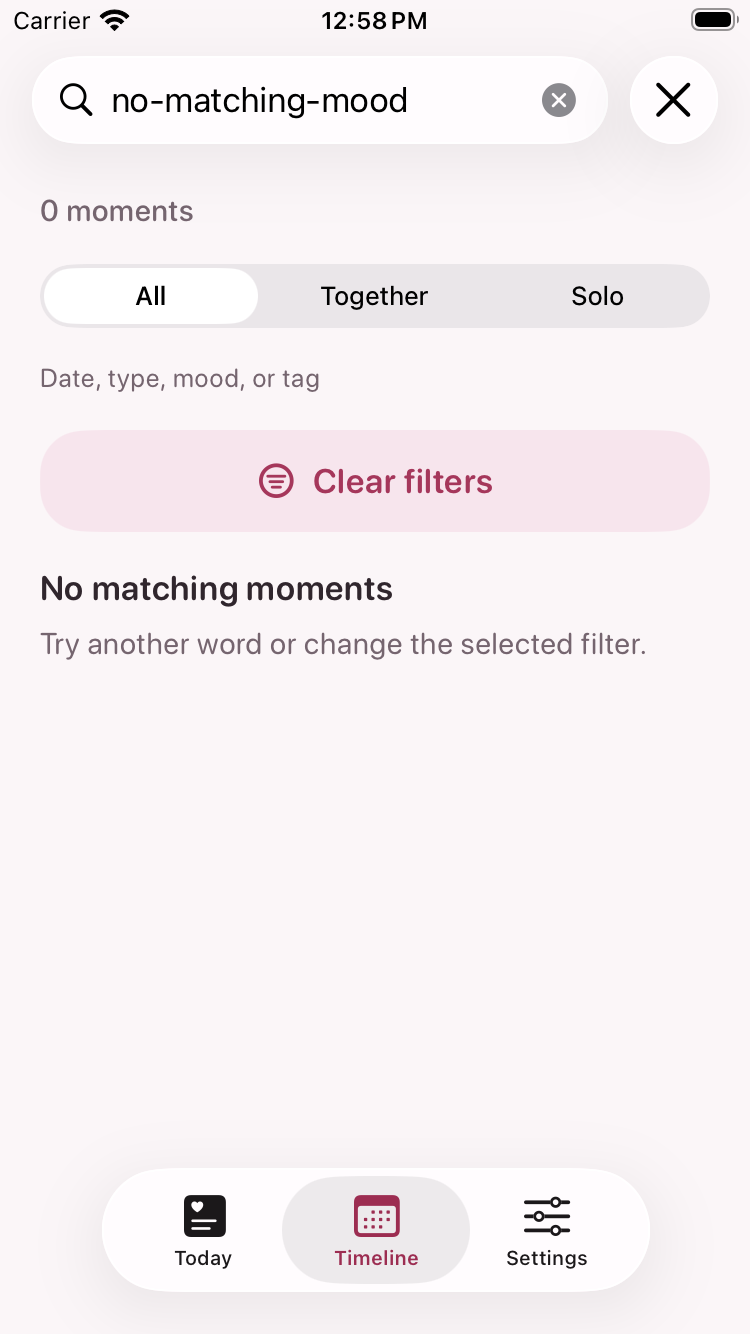 Carrier 12:58 PM
no-matching-mood
0 moments
All Together Solo
Date, type, mood, or tag
Clear filters
No matching moments
Try another word or change the selected filter.
Today Timeline Settings